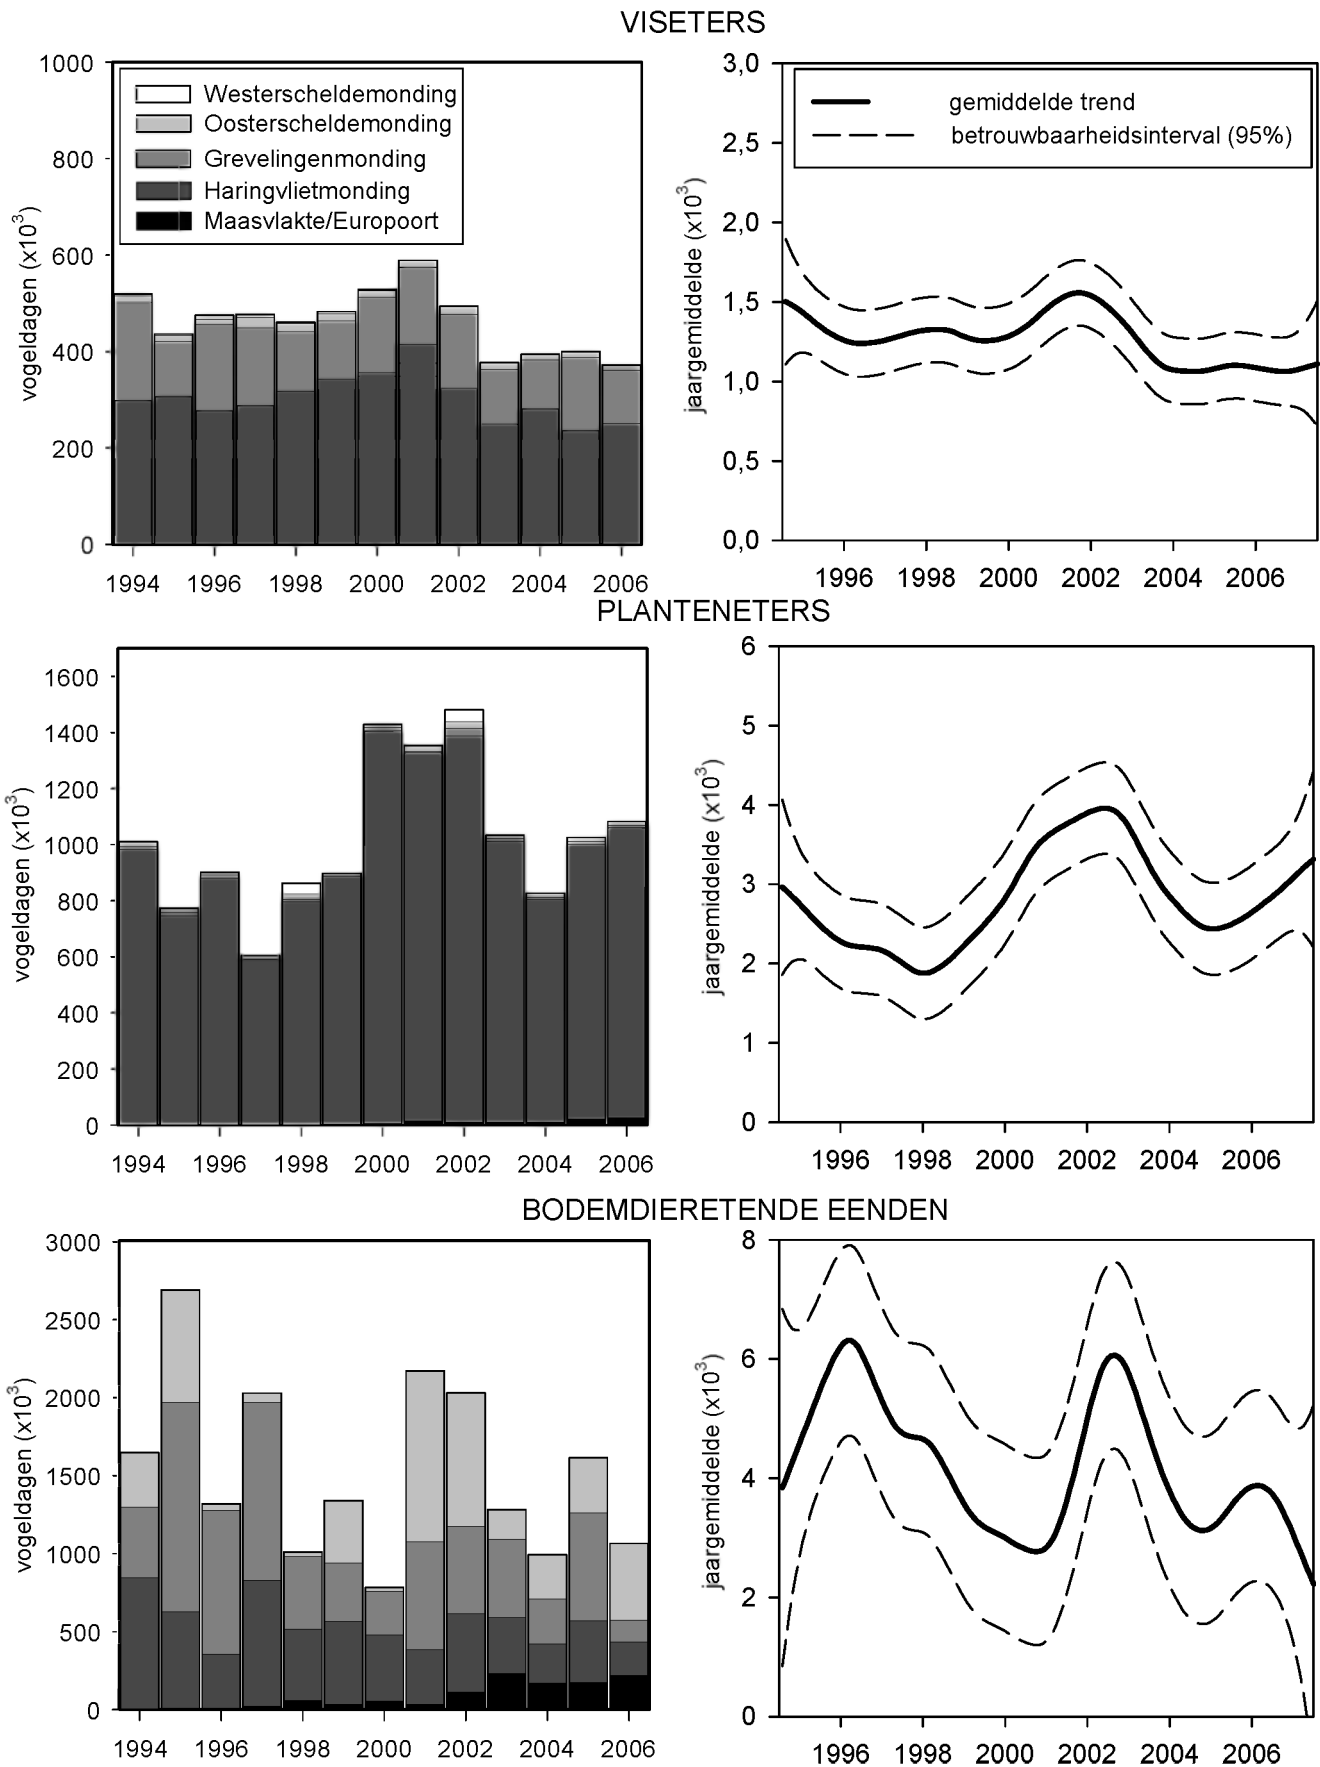 VISETERS
vogeldagen (x10³)
1000
800
600
400
200
0
Westerscheldemonding
Oosterscheldemonding
Grevelingenmonding
Haringvlietmonding
Maasvlakte/Europoort
1994 1996 1998 2000 2002 2004 2006
jaargemiddelde (x10³)
3,0
2,5
2,0
1,5
1,0
0,5
0,0
gemiddelde trend
betrouwbaarheidsinterval (95%)
1996 1998 2000 2002 2004 2006
PLANTENETERS
vogeldagen (x10³)
1600
1400
1200
1000
800
600
400
200
0
1994 1996 1998 2000 2002 2004 2006
jaargemiddelde (x10³)
6
5
4
3
2
1
0
1996 1998 2000 2002 2004 2006
BODEMDIERETENDE EENDEN
vogeldagen (x10³)
3000
2500
2000
1500
1000
500
0
1994 1996 1998 2000 2002 2004 2006
jaargemiddelde (x10³)
8
6
4
2
0
1996 1998 2000 2002 2004 2006